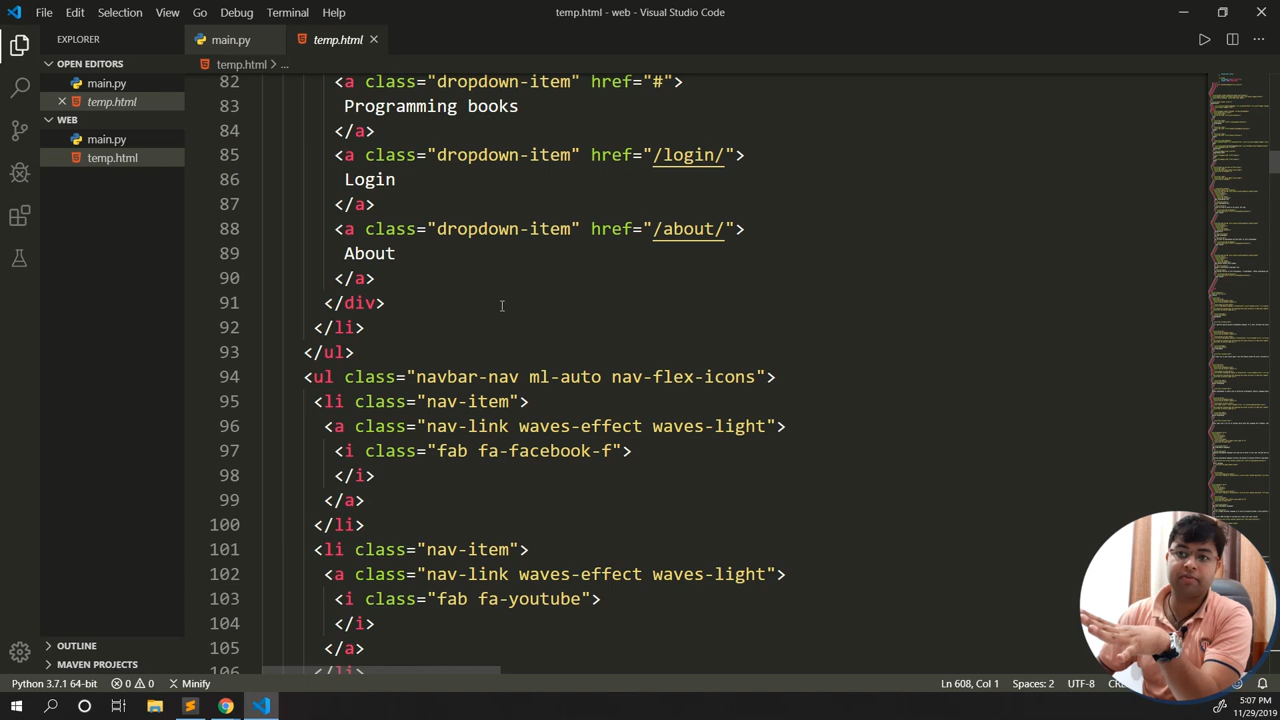 File Edit Selection View Go Debug Terminal Help
temp.html - web - Visual Studio Code
EXPLORER
main.py
temp.html
OPEN EDITORS
main.py
temp.html
WEB
main.py
temp.html
OUTLINE
MAVEN PROJECTS
temp.html > ...
82 <a class="dropdown-item" href="#">
83 Programming books
84 </a>
85 <a class="dropdown-item" href="/login/">
86 Login
87 </a>
88 <a class="dropdown-item" href="/about/">
89 About
90 </a>
91 </div>
92 </li>
93 </ul>
94 <ul class="navbar-nav ml-auto nav-flex-icons">
95 <li class="nav-item">
96 <a class="nav-link waves-effect waves-light">
97 <i class="fab fa-facebook-f">
98 </i>
99 </a>
100 </li>
101 <li class="nav-item">
102 <a class="nav-link waves-effect waves-light">
103 <i class="fab fa-youtube">
104 </i>
105 </a>
106 </li>
Python 3.7.1 64-bit 0 0 Minify Ln 608, Col 1 Spaces: 2 UTF-8
5:07 PM
11/29/2019